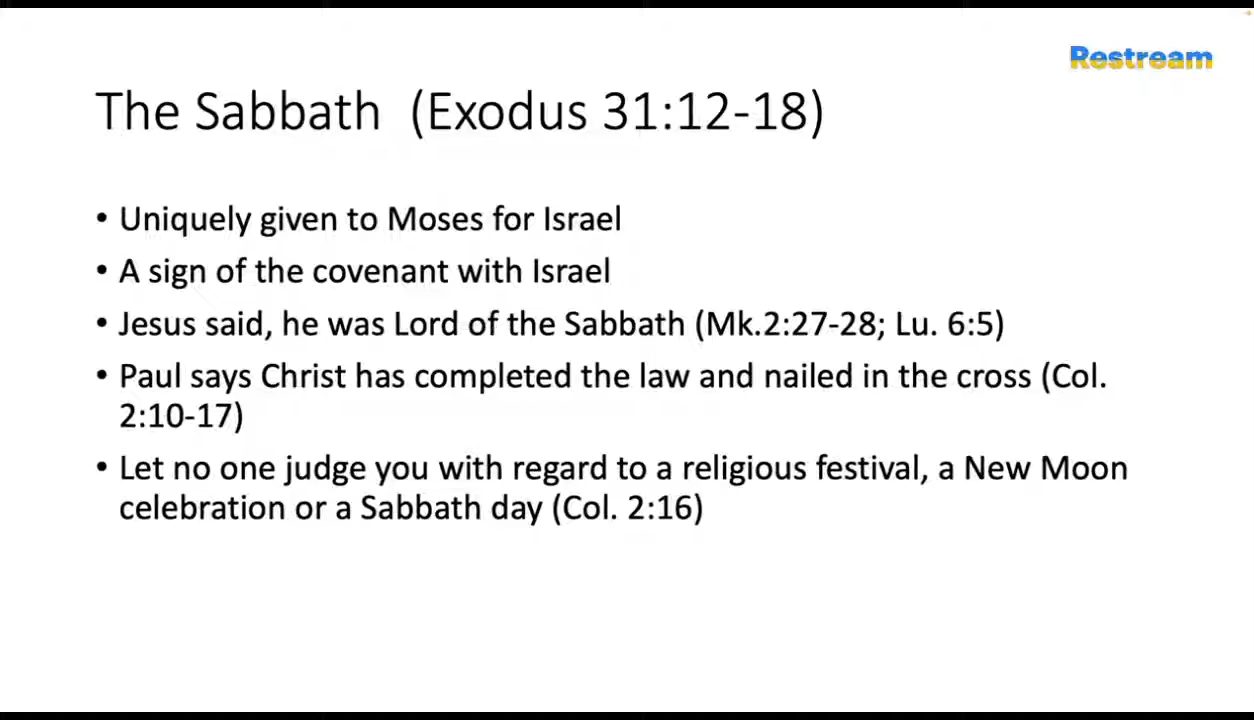 Restream
The Sabbath (Exodus 31:12-18)
• Uniquely given to Moses for Israel
• A sign of the covenant with Israel
• Jesus said, he was Lord of the Sabbath (Mk.2:27-28; Lu. 6:5)
• Paul says Christ has completed the law and nailed in the cross (Col.
2:10-17)
• Let no one judge you with regard to a religious festival, a New Moon
celebration or a Sabbath day (Col. 2:16)